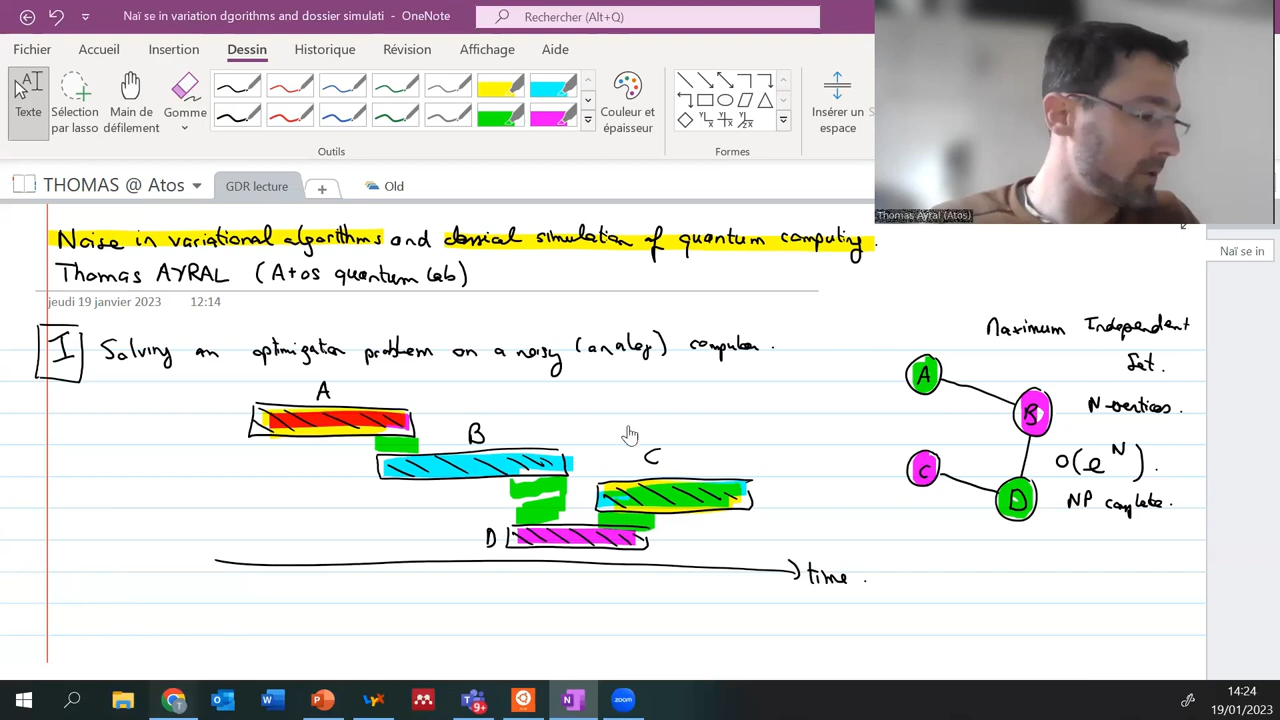 Naï se in variation dgorithms and dossier simulati - OneNote
Rechercher (Alt+Q)
Fichier Accueil Insertion Dessin Historique Révision Affichage Aide
Texte
Sélection par lasso
Main de défilement
Gomme
Couleur et épaisseur
Insérer un espace
Outils
Formes
THOMAS @ Atos
GDR lecture
Old
Thomas Ayral (Atos)
Naï se in
Noise in variational algorithms and classical simulation of quantum computing.
Thomas AYRAL (Atos quantum lab)
jeudi 19 janvier 2023 12:14
I Solving an optimization problem on a noisy (analog) computer.
A
B
C
D
time.
Maximum Independent
Set.
N vertices.
O(e^N).
NP complete.
A
B
C
D
9+
zoom
14:24
19/01/2023